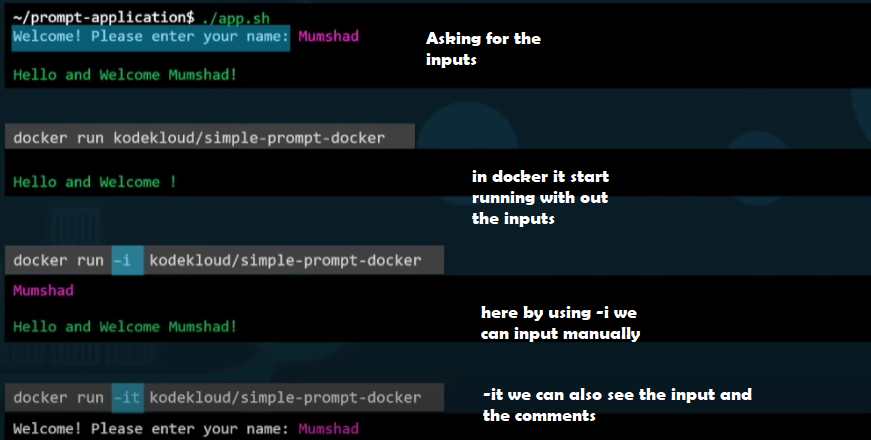 ~/prompt-application$ ./app.sh
Welcome! Please enter your name: Mumshad
Asking for the
inputs
Hello and Welcome Mumshad!
docker run kodekloud/simple-prompt-docker
Hello and Welcome !
in docker it start
running with out
the inputs
docker run -i kodekloud/simple-prompt-docker
Mumshad
Hello and Welcome Mumshad!
here by using -i we
can input manually
docker run -it kodekloud/simple-prompt-docker
-it we can also see the input and
the comments
Welcome! Please enter your name: Mumshad